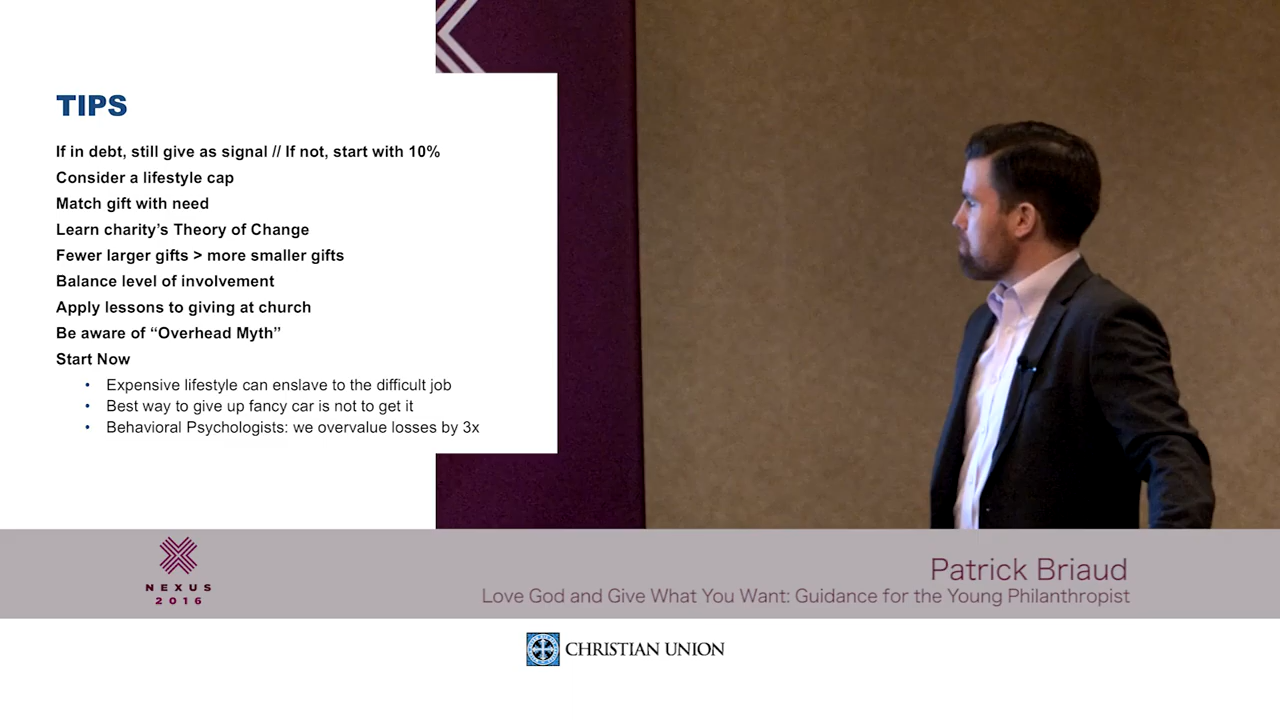 TIPS
If in debt, still give as signal // If not, start with 10%
Consider a lifestyle cap
Match gift with need
Learn charity’s Theory of Change
Fewer larger gifts > more smaller gifts
Balance level of involvement
Apply lessons to giving at church
Be aware of “Overhead Myth”
Start Now
• Expensive lifestyle can enslave to the difficult job
• Best way to give up fancy car is not to get it
• Behavioral Psychologists: we overvalue losses by 3x
NEXUS
2016
Patrick Briaud
Love God and Give What You Want: Guidance for the Young Philanthropist
CHRISTIAN UNION